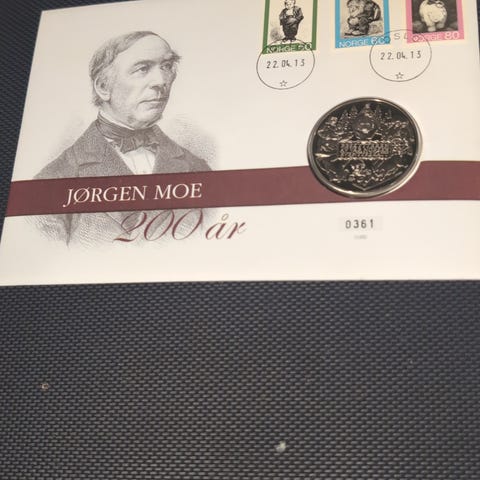 NORGE 50
NORGE 60
NORGE 80
22.04.13
22.04.13
JØRGEN MOE
200 år
0361